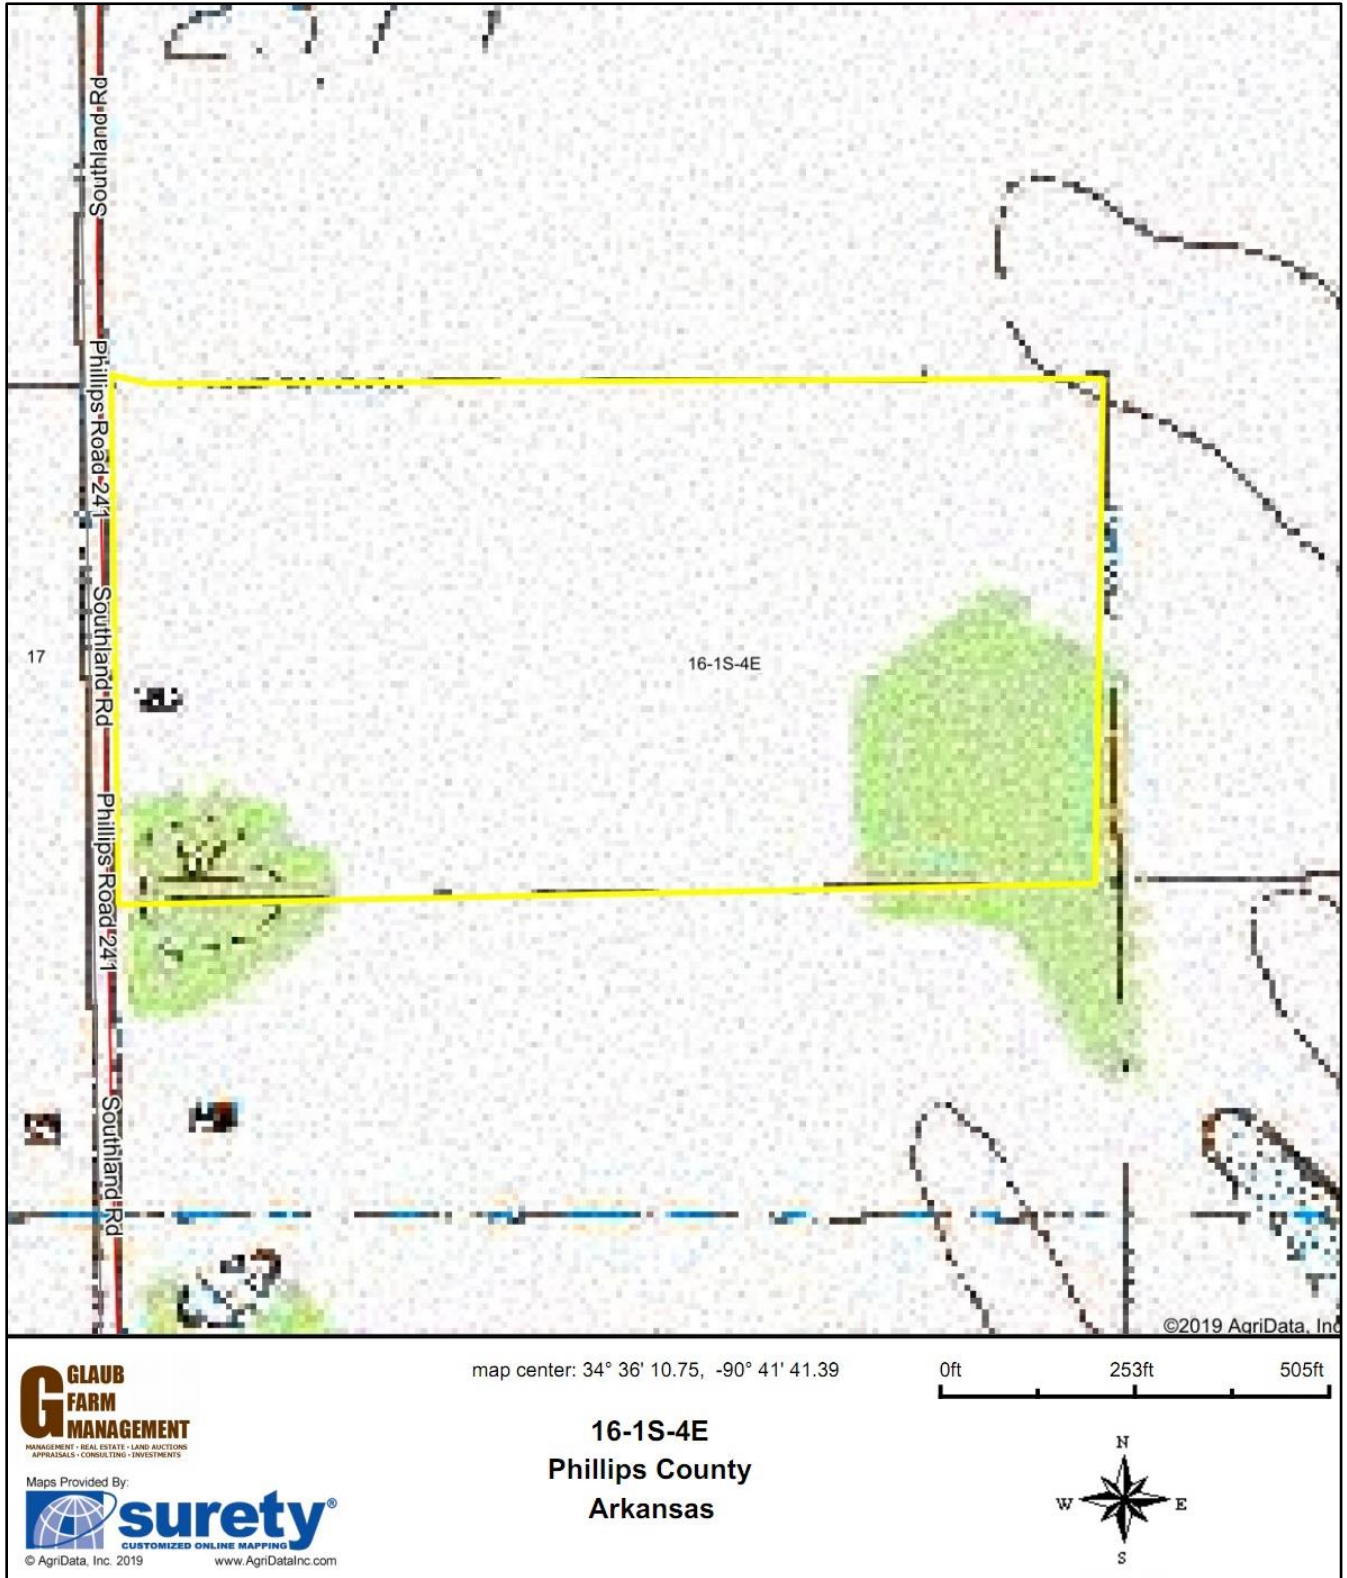 Southland Rd
Phillips Road 241
Southland Rd
17
16-1S-4E
Phillips Road 241
Southland Rd
©2019 AgriData, Inc
GLAUB
FARM
MANAGEMENT
MANAGEMENT • REAL ESTATE • LAND AUCTIONS
APPRAISALS • CONSULTING • INVESTMENTS
Maps Provided By:
surety®
CUSTOMIZED ONLINE MAPPING
© AgriData, Inc. 2019 www.AgriDataInc.com
map center: 34° 36' 10.75, -90° 41' 41.39
16-1S-4E
Phillips County
Arkansas
0ft 253ft 505ft
N
W E
S